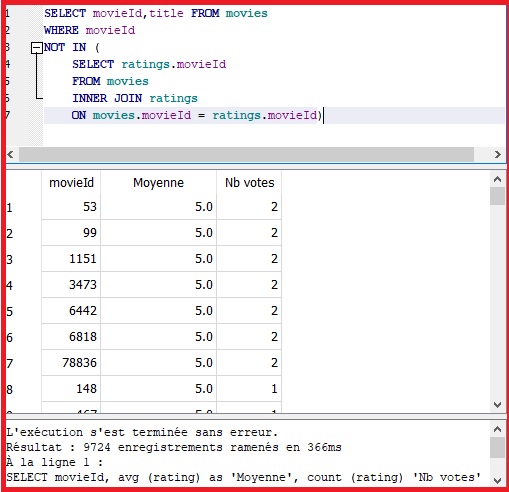 1 SELECT movieId,title FROM movies
2 WHERE movieId
3 NOT IN (
4 SELECT ratings.movieId
5 FROM movies
6 INNER JOIN ratings
7 ON movies.movieId = ratings.movieId)
movieId Moyenne Nb votes
1 53 5.0 2
2 99 5.0 2
3 1151 5.0 2
4 3473 5.0 2
5 6442 5.0 2
6 6818 5.0 2
7 78836 5.0 2
8 148 5.0 1
L'exécution s'est terminée sans erreur.
Résultat : 9724 enregistrements ramenés en 366ms
À la ligne 1 :
SELECT movieId, avg (rating) as 'Moyenne', count (rating) 'Nb votes'